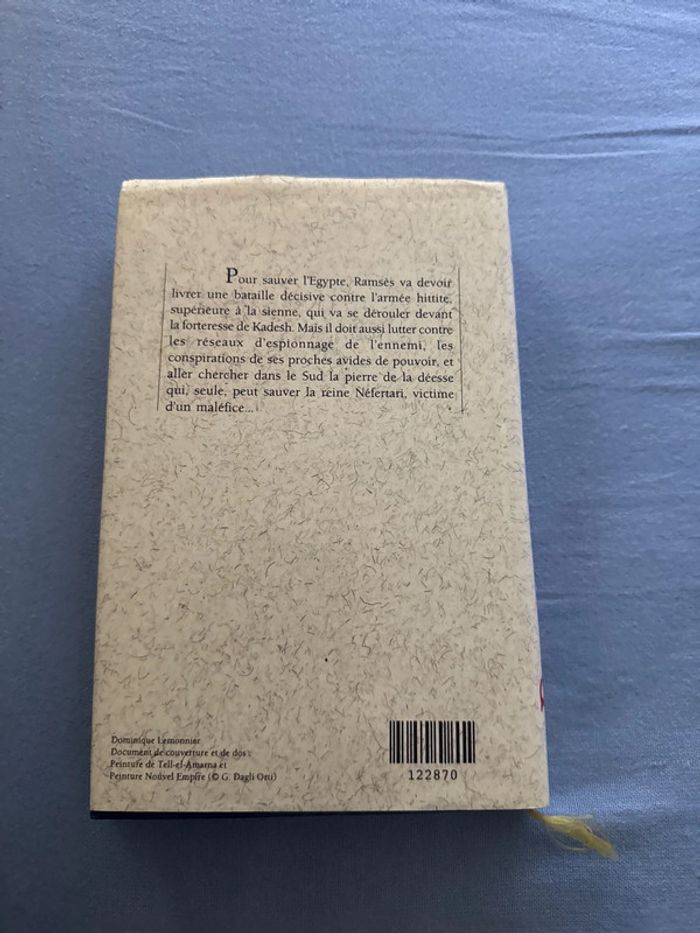 Pour sauver l'Egypte, Ramsès va devoir
livrer une bataille décisive contre l'armée hittite,
supérieure à la sienne, qui va se dérouler devant
la forteresse de Kadesh. Mais il doit aussi lutter contre
les réseaux d'espionnage de l'ennemi, les
conspirations de ses proches avides de pouvoir, et
aller chercher dans le Sud la pierre de la déesse
qui, seule, peut sauver la reine Néfertari, victime
d'un maléfice...
Dominique Lemonnier
Document de couverture et de dos :
Peinture de Tell-el-Amarna et
Peinture Nouvel Empire (© G. Dagli Orti)
122870